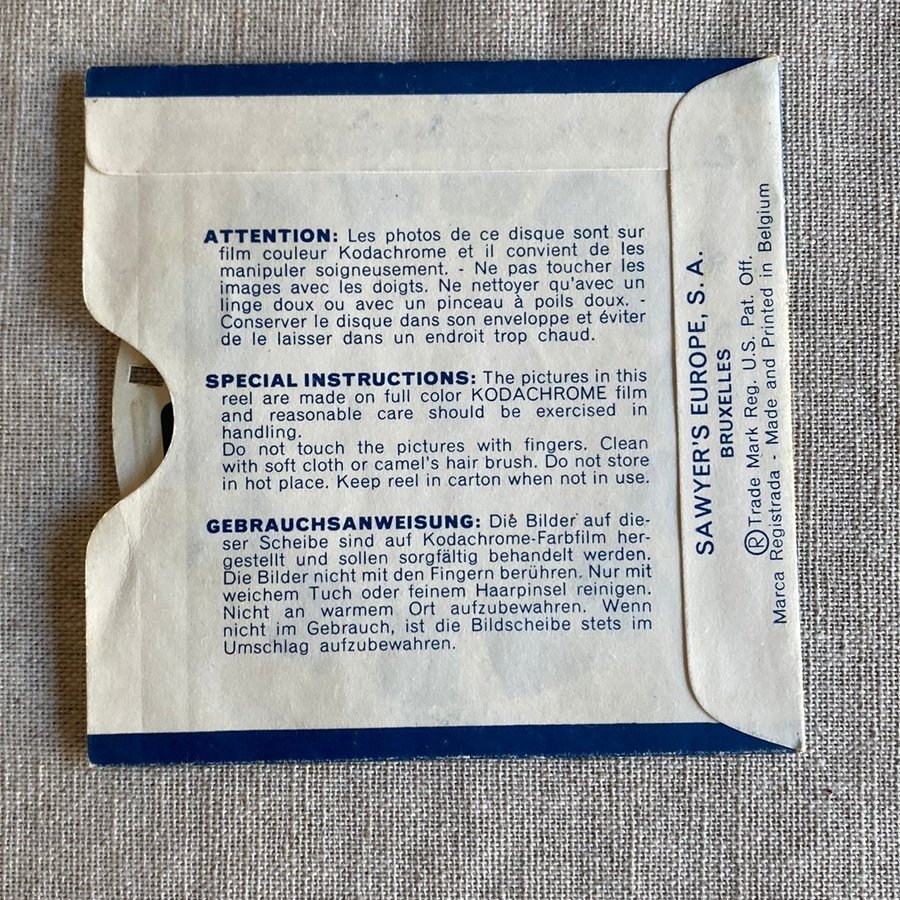 ATTENTION: Les photos de ce disque sont sur
film couleur Kodachrome et il convient de les
manipuler soigneusement. - Ne pas toucher les
images avec les doigts. Ne nettoyer qu'avec un
linge doux ou avec un pinceau à poils doux. -
Conserver le disque dans son enveloppe et éviter
de le laisser dans un endroit trop chaud.
SPECIAL INSTRUCTIONS: The pictures in this
reel are made on full color KODACHROME film
and reasonable care should be exercised in
handling.
Do not touch the pictures with fingers. Clean
with soft cloth or camel's hair brush. Do not store
in hot place. Keep reel in carton when not in use.
GEBRAUCHSANWEISUNG: Die Bilder auf die-
ser Scheibe sind auf Kodachrome-Farbfilm her-
gestellt und sollen sorgfältig behandelt werden.
Die Bilder nicht mit den Fingern berühren. Nur mit
weichem Tuch oder feinem Haarpinsel reinigen.
Nicht an warmem Ort aufzubewahren. Wenn
nicht im Gebrauch, ist die Bildscheibe stets im
Umschlag aufzubewahren.
SAWYER'S EUROPE, S. A.
BRUXELLES
® Trade Mark Reg. U.S. Pat. Off.
Marca Registrada - Made and Printed in Belgium